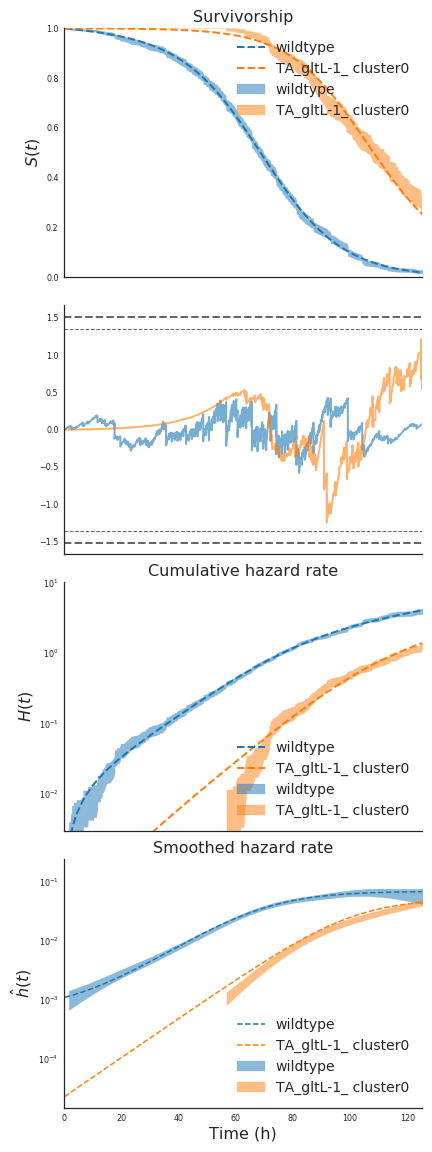 Survivorship
1.0
0.8
0.6
0.4
0.2
0.0
S(t)
wildtype
TA_gltL-1_ cluster0
wildtype
TA_gltL-1_ cluster0
1.5
1.0
0.5
0.0
−0.5
−1.0
−1.5
Cumulative hazard rate
10¹
10⁰
10⁻¹
10⁻²
H(t)
wildtype
TA_gltL-1_ cluster0
wildtype
TA_gltL-1_ cluster0
Smoothed hazard rate
10⁻¹
10⁻²
10⁻³
10⁻⁴
ĥ(t)
wildtype
TA_gltL-1_ cluster0
wildtype
TA_gltL-1_ cluster0
0 20 40 60 80 100 120
Time (h)